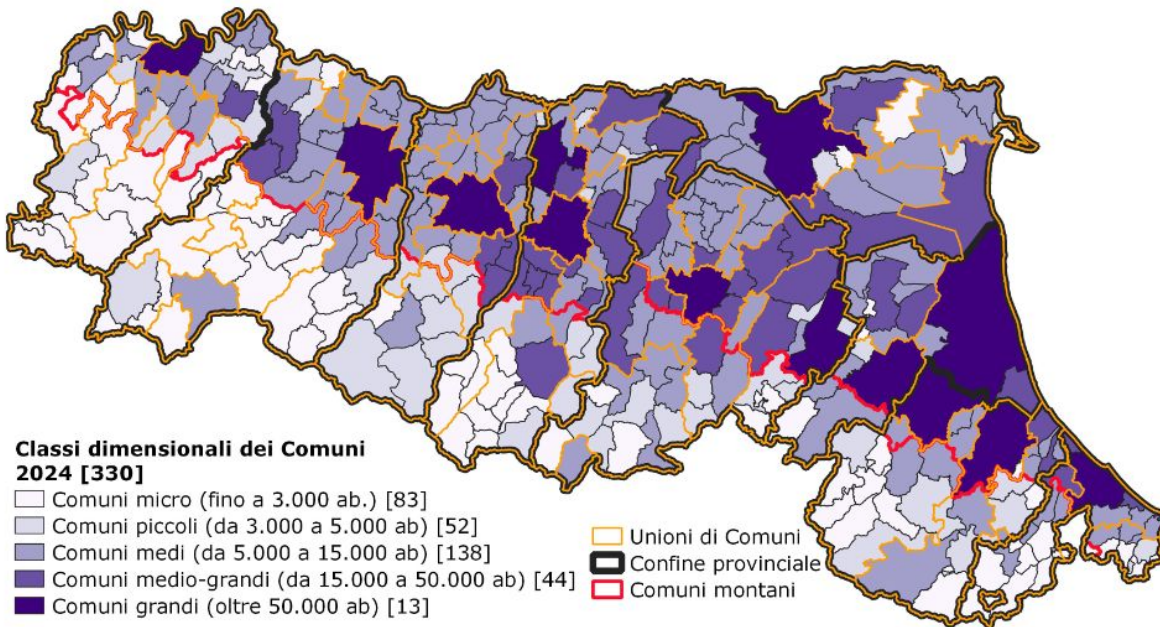 Classi dimensionali dei Comuni
2024 [330]
Comuni micro (fino a 3.000 ab.) [83]
Comuni piccoli (da 3.000 a 5.000 ab) [52]
Comuni medi (da 5.000 a 15.000 ab) [138]
Comuni medio-grandi (da 15.000 a 50.000 ab) [44]
Comuni grandi (oltre 50.000 ab) [13]
Unioni di Comuni
Confine provinciale
Comuni montani